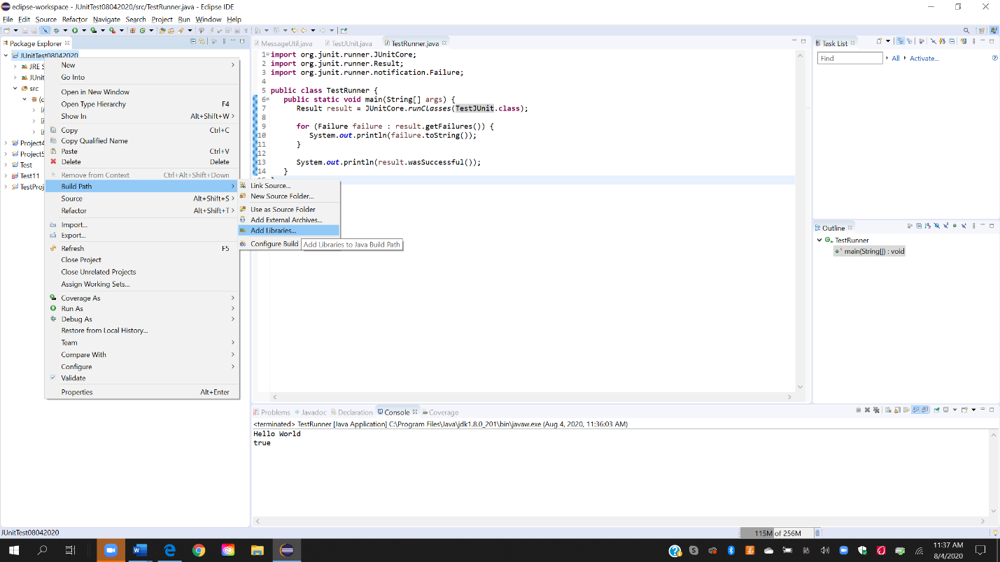 eclipse-workspace - JUnitTest08042020/src/TestRunner.java - Eclipse IDE
File Edit Source Refactor Navigate Search Project Run Window Help
Package Explorer
JUnitTest08042020
JRE S
JUnit
src
(c
Project4
Project5
Test
Test11
TestProj
New
Go Into
Open in New Window
Open Type Hierarchy F4
Show In Alt+Shift+W >
Copy Ctrl+C
Copy Qualified Name
Paste Ctrl+V
Delete Delete
Remove from Context Ctrl+Alt+Shift+Down
Build Path
Source Alt+Shift+S >
Refactor Alt+Shift+T >
Import...
Export...
Refresh F5
Close Project
Close Unrelated Projects
Assign Working Sets...
Coverage As
Run As
Debug As
Restore from Local History...
Team
Compare With
Configure
Validate
Properties Alt+Enter
Link Source...
New Source Folder...
Use as Source Folder
Add External Archives...
Add Libraries...
Configure Build
Add Libraries to Java Build Path
MessageUtil.java TestUUnit.java TestRunner.java
1 import org.junit.runner.JUnitCore;
2 import org.junit.runner.Result;
3 import org.junit.runner.notification.Failure;
4
5 public class TestRunner {
6 public static void main(String[] args) {
7 Result result = JUnitCore.runClasses(TestJUnit.class);
8
9 for (Failure failure : result.getFailures()) {
10 System.out.println(failure.toString());
11 }
12
13 System.out.println(result.wasSuccessful());
14 }
Task List
Find All Activate...
Outline
TestRunner
main(String[]) : void
Problems Javadoc Declaration Console Coverage
<terminated> TestRunner [Java Application] C:\Program Files\Java\jdk1.8.0_201\bin\javaw.exe (Aug 4, 2020, 11:36:03 AM)
Hello World
true
JUnitTest08042020
115M of 256M
11:37 AM
8/4/2020